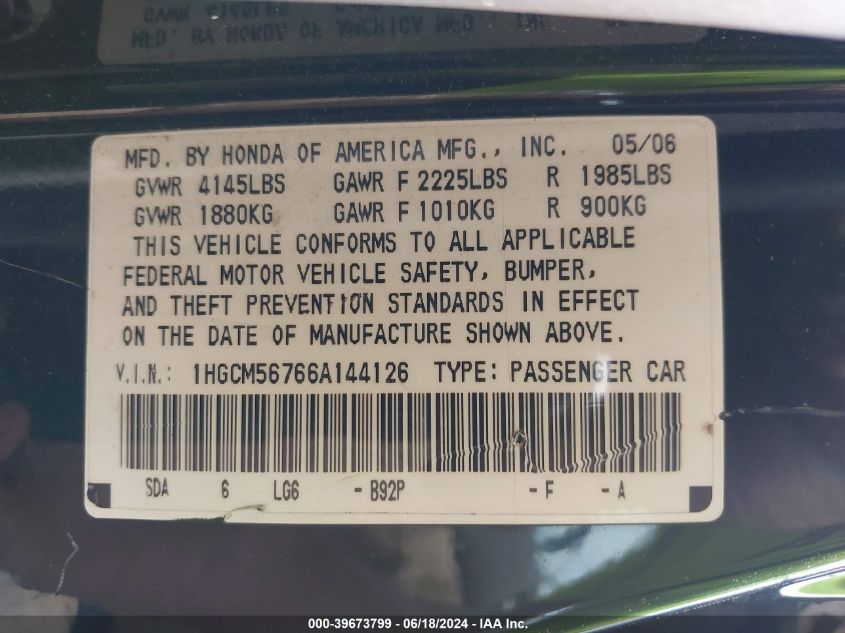 MFD. BY HONDA OF AMERICA MFG., INC. 05/06
GVWR 4145LBS GAWR F 2225LBS R 1985LBS
GVWR 1880KG GAWR F 1010KG R 900KG
THIS VEHICLE CONFORMS TO ALL APPLICABLE
FEDERAL MOTOR VEHICLE SAFETY, BUMPER,
AND THEFT PREVENTION STANDARDS IN EFFECT
ON THE DATE OF MANUFACTURE SHOWN ABOVE.
V.I.N.: 1HGCM56766A144126 TYPE: PASSENGER CAR
SDA 6 LG6 - B92P - F - A
000-39673799 - 06/18/2024 - IAA Inc.